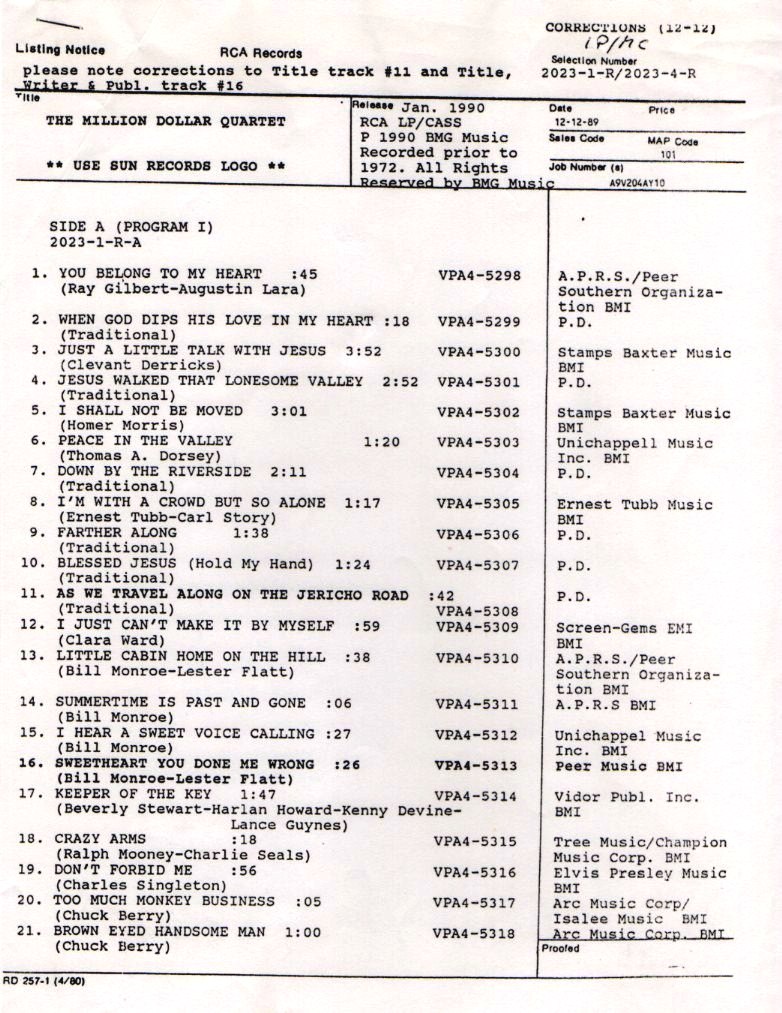 CORRECTIONS (12-12)
LP/MC
Listing Notice RCA Records Selection Number
please note corrections to Title track #11 and Title, 2023-1-R/2023-4-R
Writer & Publ. track #16
Title Release Jan. 1990 Date Price
THE MILLION DOLLAR QUARTET RCA LP/CASS 12-12-89
P 1990 BMG Music Sales Code MAP Code
Recorded prior to 101
** USE SUN RECORDS LOGO ** 1972. All Rights Job Number (s)
Reserved by BMG Music A9V204AY10
SIDE A (PROGRAM I)
2023-1-R-A
1. YOU BELONG TO MY HEART :45 VPA4-5298 A.P.R.S./Peer
(Ray Gilbert-Augustin Lara) Southern Organiza-
tion BMI
2. WHEN GOD DIPS HIS LOVE IN MY HEART :18 VPA4-5299 P.D.
(Traditional)
3. JUST A LITTLE TALK WITH JESUS 3:52 VPA4-5300 Stamps Baxter Music
(Clevant Derricks) BMI
4. JESUS WALKED THAT LONESOME VALLEY 2:52 VPA4-5301 P.D.
(Traditional)
5. I SHALL NOT BE MOVED 3:01 VPA4-5302 Stamps Baxter Music
(Homer Morris) BMI
6. PEACE IN THE VALLEY 1:20 VPA4-5303 Unichappell Music
(Thomas A. Dorsey) Inc. BMI
7. DOWN BY THE RIVERSIDE 2:11 VPA4-5304 P.D.
(Traditional)
8. I'M WITH A CROWD BUT SO ALONE 1:17 VPA4-5305 Ernest Tubb Music
(Ernest Tubb-Carl Story) BMI
9. FARTHER ALONG 1:38 VPA4-5306 P.D.
(Traditional)
10. BLESSED JESUS (Hold My Hand) 1:24 VPA4-5307 P.D.
(Traditional)
11. AS WE TRAVEL ALONG ON THE JERICHO ROAD :42 P.D.
(Traditional) VPA4-5308
12. I JUST CAN'T MAKE IT BY MYSELF :59 VPA4-5309 Screen-Gems EMI
(Clara Ward) BMI
13. LITTLE CABIN HOME ON THE HILL :38 VPA4-5310 A.P.R.S./Peer
(Bill Monroe-Lester Flatt) Southern Organiza-
tion BMI
14. SUMMERTIME IS PAST AND GONE :06 VPA4-5311 A.P.R.S BMI
(Bill Monroe)
15. I HEAR A SWEET VOICE CALLING :27 VPA4-5312 Unichappel Music
(Bill Monroe) Inc. BMI
16. SWEETHEART YOU DONE ME WRONG :26 VPA4-5313 Peer Music BMI
(Bill Monroe-Lester Flatt)
17. KEEPER OF THE KEY 1:47 VPA4-5314 Vidor Publ. Inc.
(Beverly Stewart-Harlan Howard-Kenny Devine- BMI
Lance Guynes)
18. CRAZY ARMS :18 VPA4-5315 Tree Music/Champion
(Ralph Mooney-Charlie Seals) Music Corp. BMI
19. DON'T FORBID ME :56 VPA4-5316 Elvis Presley Music
(Charles Singleton) BMI
20. TOO MUCH MONKEY BUSINESS :05 VPA4-5317 Arc Music Corp/
(Chuck Berry) Isalee Music BMI
21. BROWN EYED HANDSOME MAN 1:00 VPA4-5318 Arc Music Corp. BMI
(Chuck Berry) Proofed
RD 257-1 (4/80)